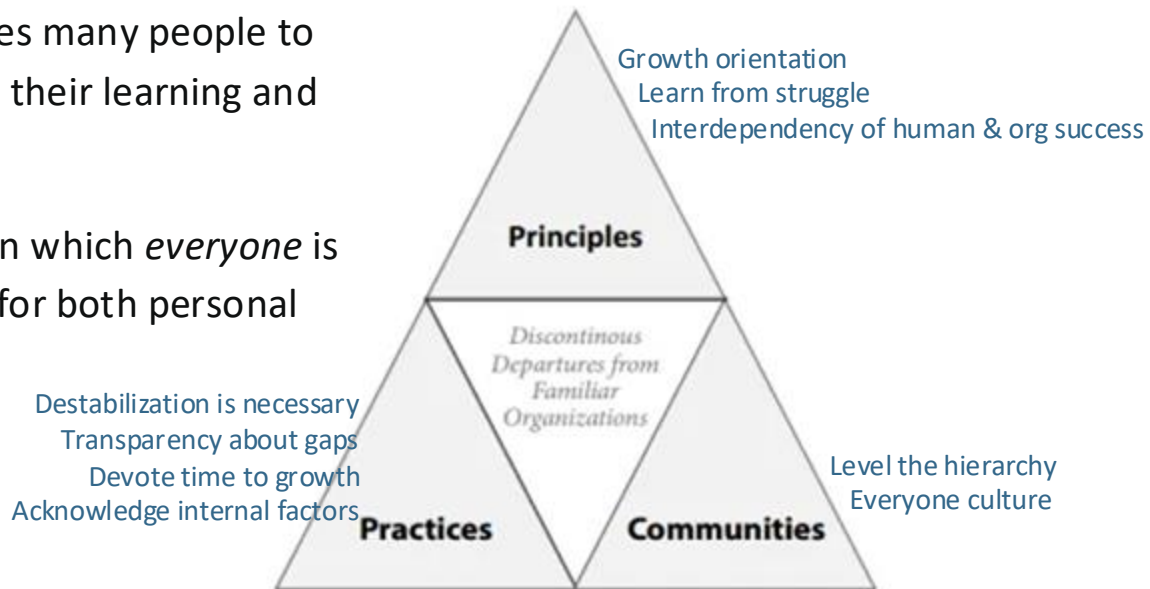 es many people to
their learning and
n which everyone is
for both personal
Growth orientation
Learn from struggle
Interdependency of human & org success
Principles
Discontinous
Departures from
Familiar
Organizations
Destabilization is necessary
Transparency about gaps
Devote time to growth
Acknowledge internal factors
Practices
Level the hierarchy
Everyone culture
Communities